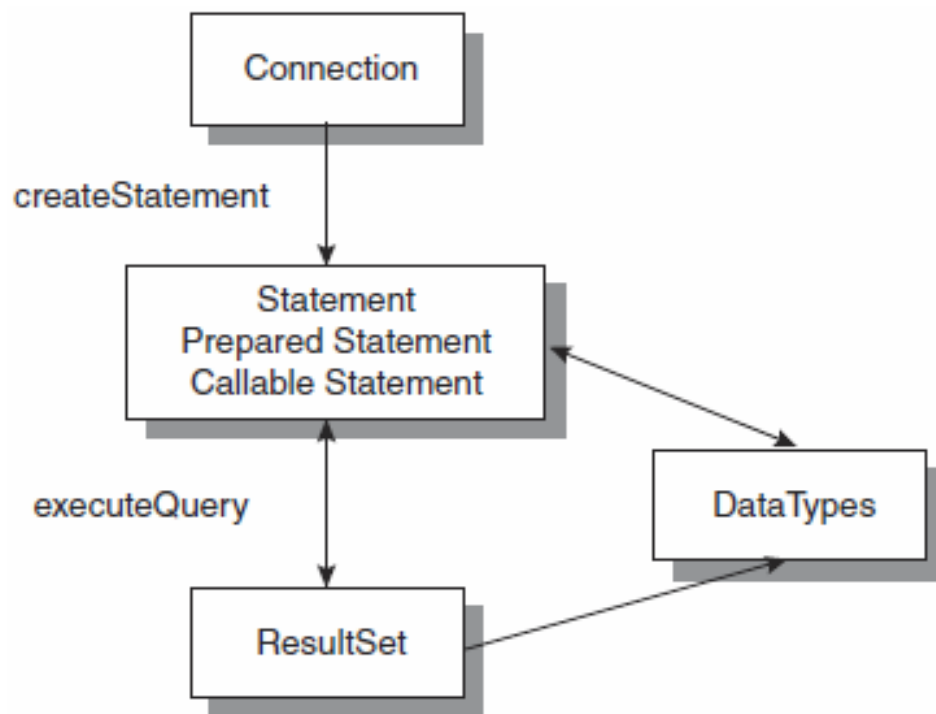 Connection
createStatement
Statement
Prepared Statement
Callable Statement
executeQuery
DataTypes
ResultSet